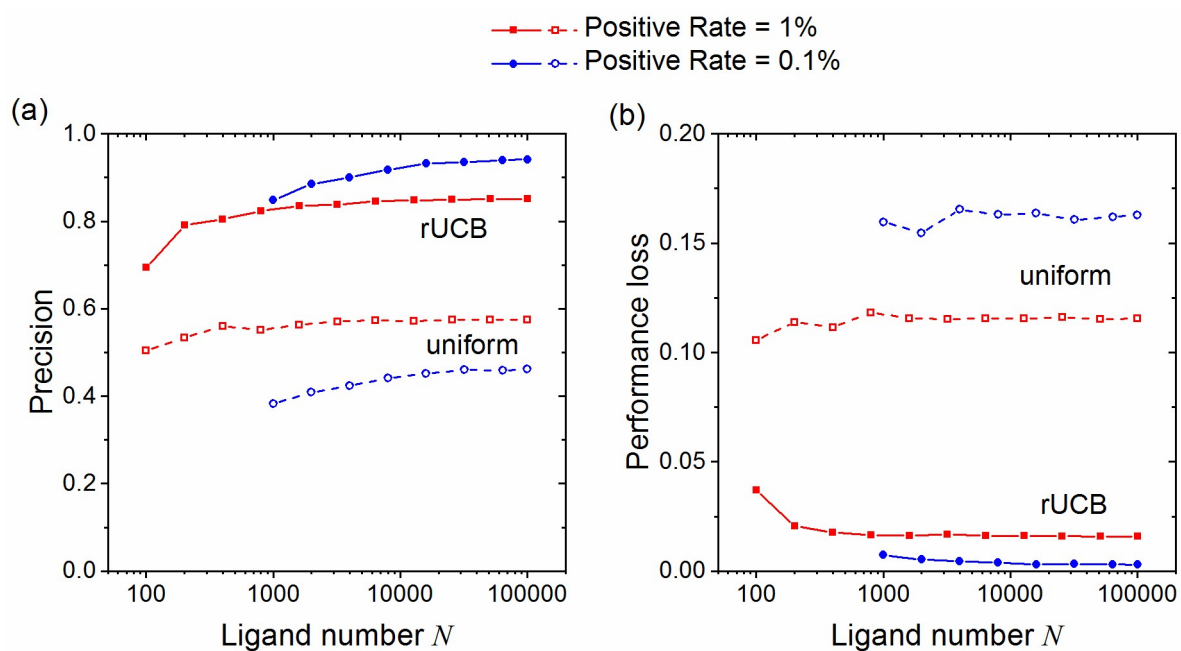 Positive Rate = 1%
Positive Rate = 0.1%
(a)
1.0
0.8
0.6
0.4
0.2
0.0
Precision
rUCB
uniform
100
1000
10000
100000
Ligand number N
(b)
0.20
0.15
0.10
0.05
0.00
Performance loss
uniform
rUCB
100
1000
10000
100000
Ligand number N